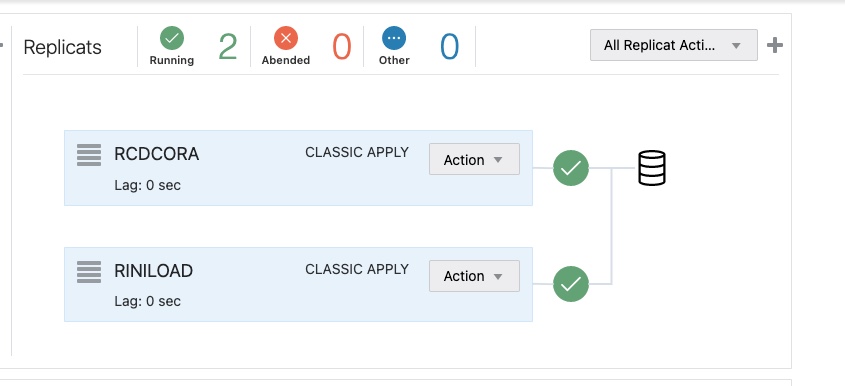 Replicats
Running 2
Abended 0
Other 0
All Replicat Acti...
RCDCORA
CLASSIC APPLY
Action
Lag: 0 sec
RINILOAD
CLASSIC APPLY
Action
Lag: 0 sec